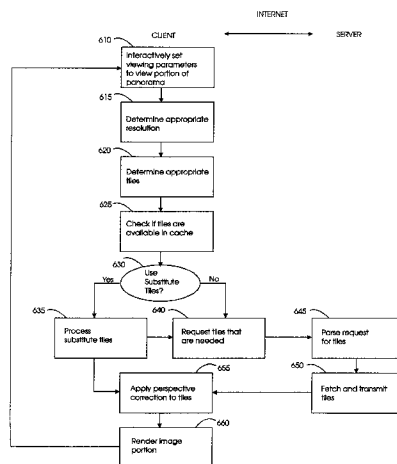 INTERNET
CLIENT
SERVER
610
Interactively set
viewing parameters
to view portion of
panorama
615
Determine appropriate
resolution
620
Determine appropriate
tiles
625
Check if tiles are
available in cache
630
Use
Substitute
Tiles?
Yes
No
635
Process
substitute tiles
640
Request tiles that
are needed
645
Parse request
for tiles
650
Fetch and transmit
tiles
655
Apply perspective
correction to tiles
660
Render image
portion